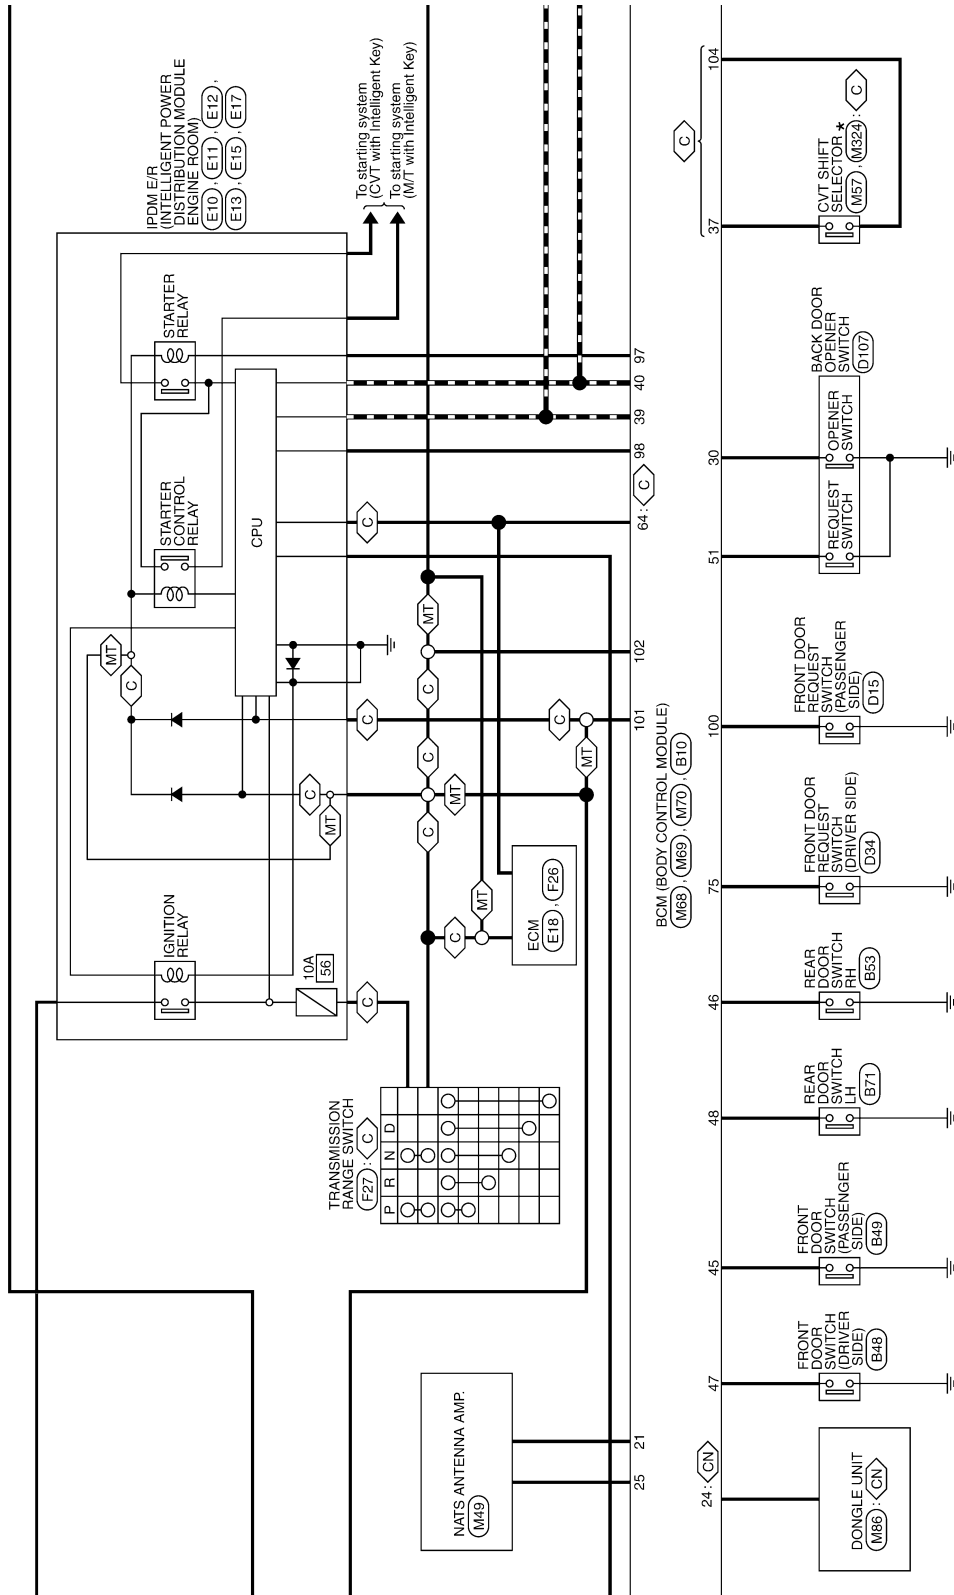 IPDM E/R
(INTELLIGENT POWER
DISTRIBUTION MODULE
ENGINE ROOM)
E10 , E11 , E12 ,
E13 , E15 , E17
To starting system
(CVT with Intelligent Key)
To starting system
(M/T with Intelligent Key)
IGNITION
RELAY
STARTER
CONTROL
RELAY
STARTER
RELAY
MT
C
CPU
C
MT
10A
56
C
C
C
TRANSMISSION
RANGE SWITCH
F27 : C
P
R
N
D
C
C
C
MT
MT
C
MT
MT
C
ECM
E18 , F26
NATS ANTENNA AMP.
M49
25
21
101
102
64 : C
98
39
40
97
BCM (BODY CONTROL MODULE)
M68 , M69 , M70 , B10
24 : CN
47
45
48
46
75
100
51
30
37
C
104
DONGLE UNIT
M86 : CN
FRONT
DOOR
SWITCH
(DRIVER
SIDE)
B48
FRONT
DOOR
SWITCH
(PASSENGER
SIDE)
B49
REAR
DOOR
SWITCH
LH
B71
REAR
DOOR
SWITCH
RH
B53
FRONT DOOR
REQUEST
SWITCH
(DRIVER SIDE)
D34
FRONT DOOR
REQUEST
SWITCH
(PASSENGER
SIDE)
D15
BACK DOOR
OPENER
SWITCH
D107
REQUEST
SWITCH
OPENER
SWITCH
CVT SHIFT
SELECTOR *
M57 , M324 : C